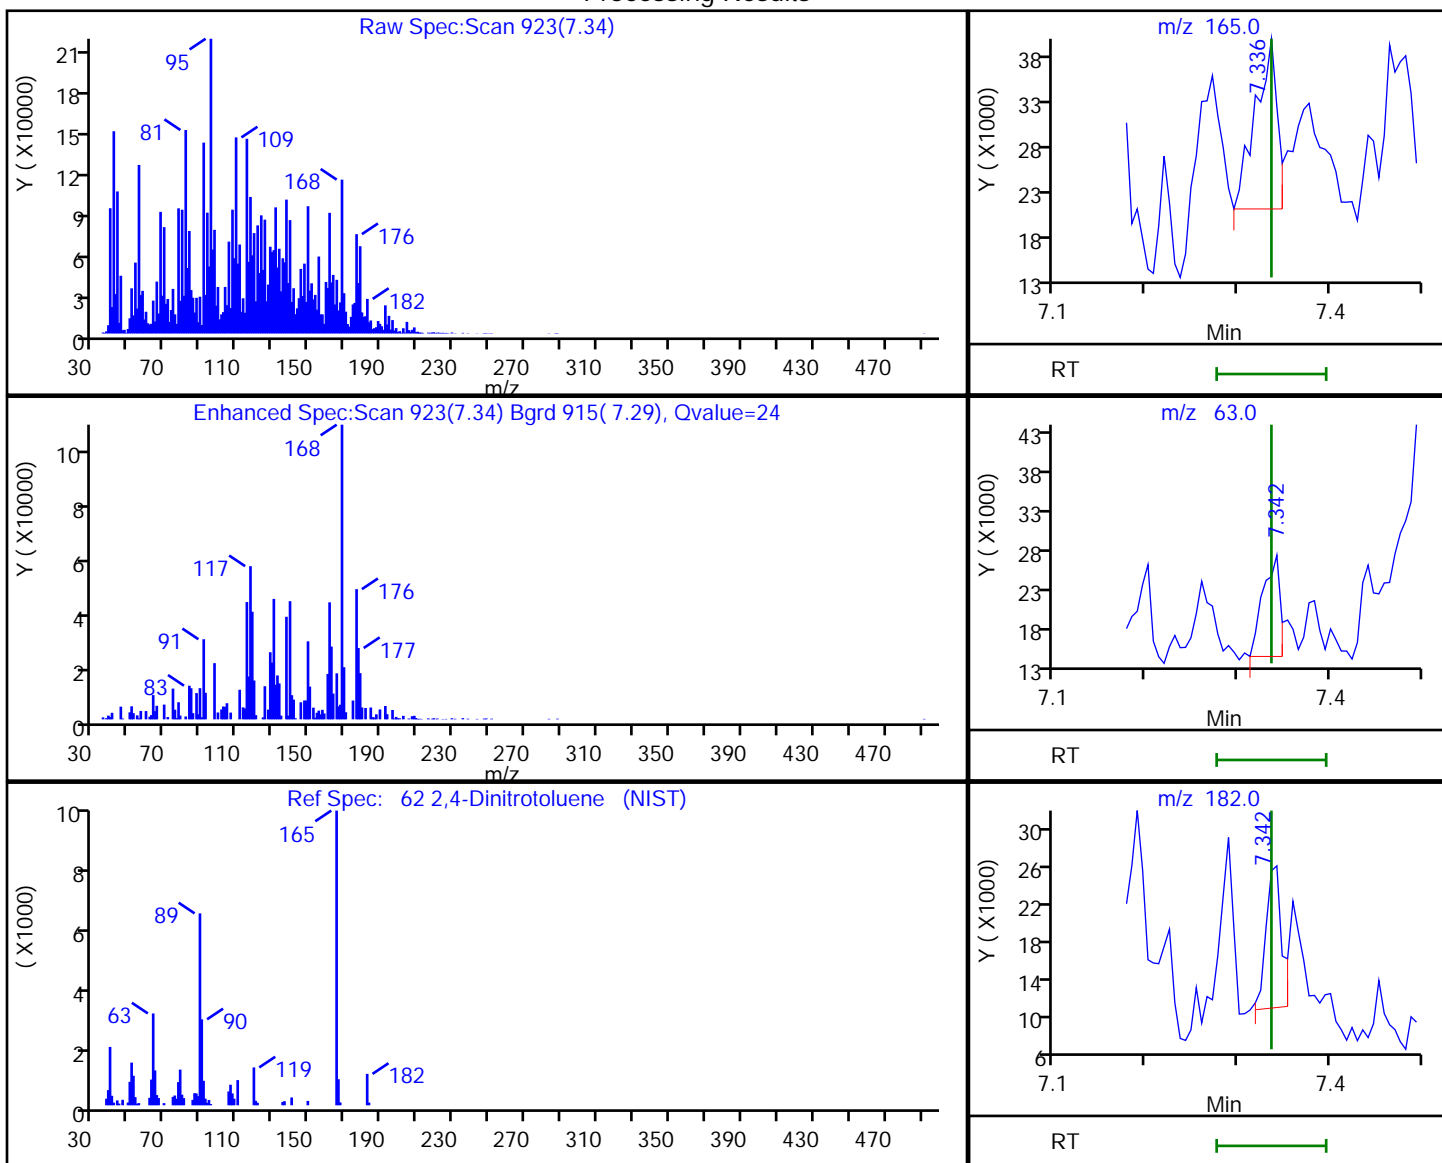 Raw Spec:Scan 923(7.34)
Y ( X10000)
21
18
15
12
9
6
3
0
95
81
109
168
176
182
30 70 110 150 190 230 270 310 350 390 430 470
m/z
m/z 165.0
Y ( X1000)
38
33
28
23
18
13
7.336
7.1 7.4
Min
RT
Enhanced Spec:Scan 923(7.34) Bgrd 915( 7.29), Qvalue=24
Y ( X10000)
10
8
6
4
2
0
168
117
176
91
177
83
30 70 110 150 190 230 270 310 350 390 430 470
m/z
m/z 63.0
Y ( X1000)
43
38
33
28
23
18
13
7.342
7.1 7.4
Min
RT
Ref Spec: 62 2,4-Dinitrotoluene (NIST)
( X1000)
10
8
6
4
2
0
165
89
63
90
119
182
30 70 110 150 190 230 270 310 350 390 430 470
m/z 182.0
Y ( X1000)
30
26
22
18
14
10
6
7.342
7.1 7.4
Min
RT